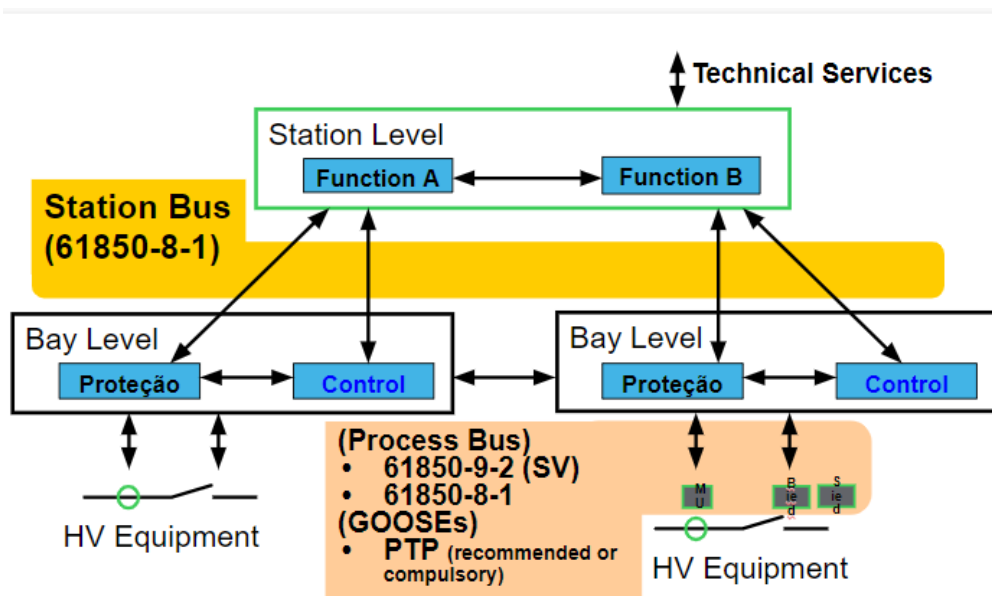 Technical Services
Station Level
Function A
Function B
Station Bus
(61850-8-1)
Bay Level
Proteção
Control
Bay Level
Proteção
Control
(Process Bus)
• 61850-9-2 (SV)
• 61850-8-1
(GOOSEs)
• PTP (recommended or
compulsory)
HV Equipment
MU
Bied
Sied
HV Equipment